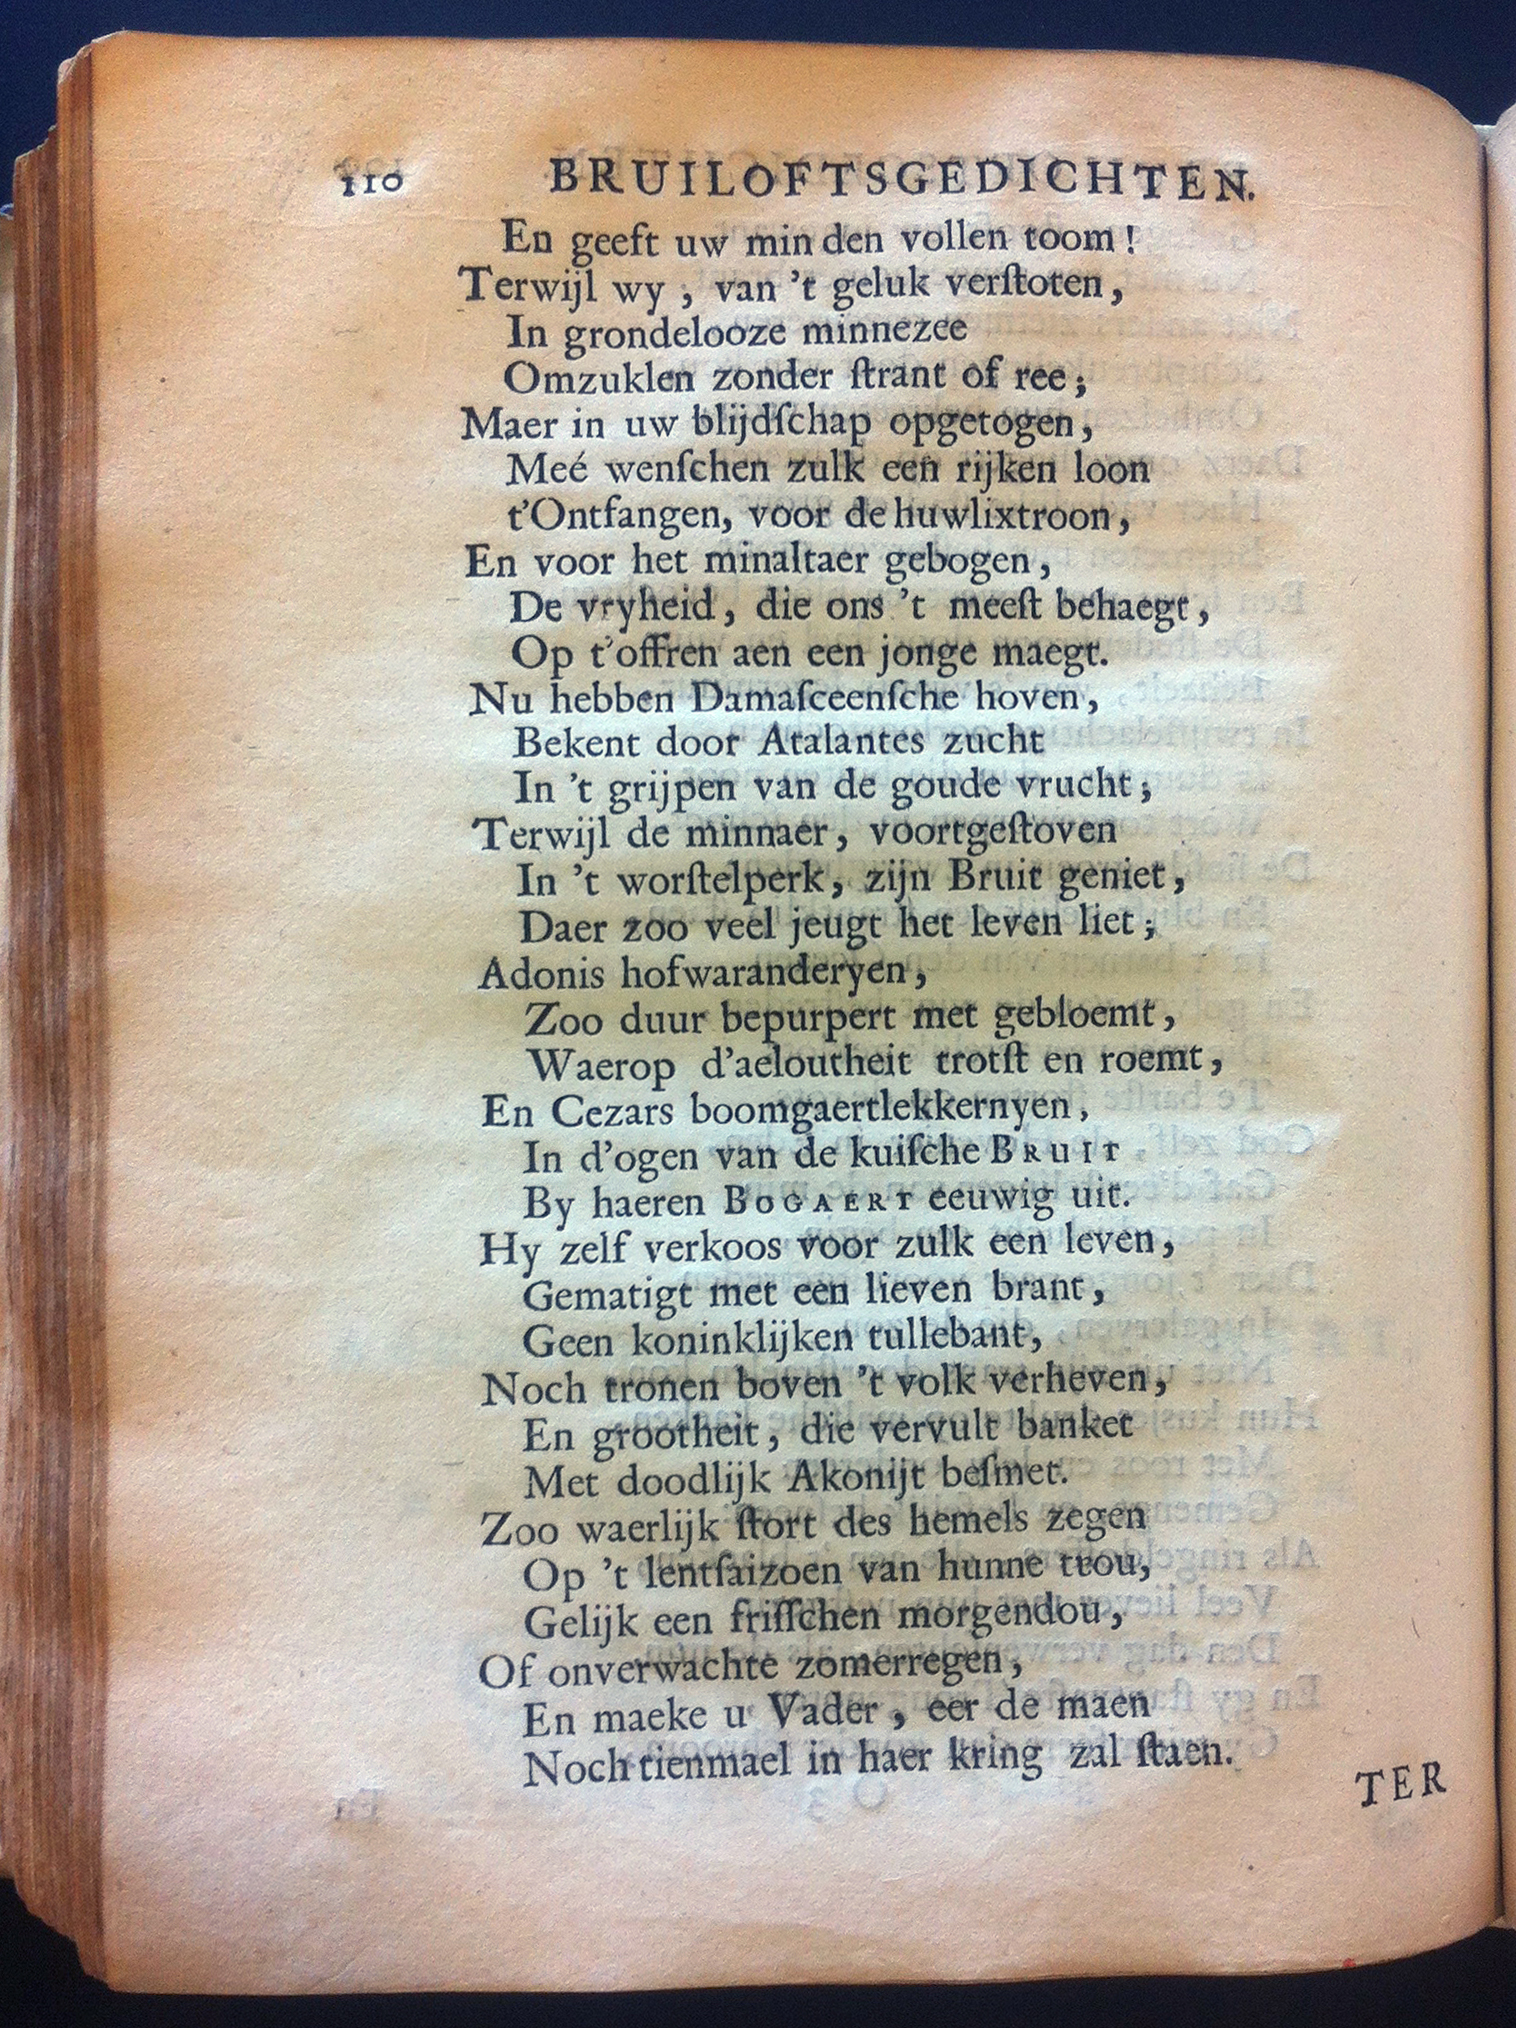 110 BRUILOFTSGEDICHTEN.
En geeft uw min den vollen toom!
Terwijl wy, van 't geluk verſtoten,
In grondelooze minnezee
Omzuklen zonder ſtrant of ree;
Maer in uw blijdſchap opgetogen,
Meé wenſchen zulk een rijken loon
t'Ontfangen, voor de huwlixtroon,
En voor het minaltaer gebogen,
De vryheid, die ons 't meeſt behaegt,
Op t'offren aen een jonge maegt.
Nu hebben Damaſceenſche hoven,
Bekent door Atalantes zucht
In 't grijpen van de goude vrucht;
Terwijl de minnaer, voortgeſtoven
In 't worſtelperk, zijn Bruit geniet,
Daer zoo veel jeugt het leven liet;
Adonis hofwaranderyen,
Zoo duur bepurpert met gebloemt,
Waerop d'aeloutheit trotſt en roemt,
En Cezars boomgaertlekkernyen,
In d'ogen van de kuiſche BRUIT
By haeren BOGAERT eeuwig uit.
Hy zelf verkoos voor zulk een leven,
Gematigt met een lieven brant,
Geen koninklijken tullebant,
Noch tronen boven 't volk verheven,
En grootheit, die vervult banket
Met doodlijk Akonijt beſmet.
Zoo waerlijk ſtort des hemels zegen
Op 't lentſaizoen van hunne trou,
Gelijk een friſſchen morgendou,
Of onverwachte zomerregen,
En maeke u Vader, eer de maen
Noch tienmael in haer kring zal ſtaen.
TER